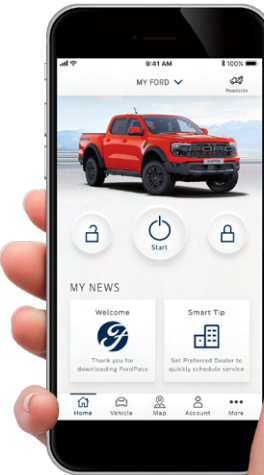 9:41 AM
100%
MY FORD
Roadside
FORD
Start
MY NEWS
Welcome
Smart Tip
Thank you for
downloading FordPass
Set Preferred Dealer to
quickly schedule service
Home Vehicle Map Account More